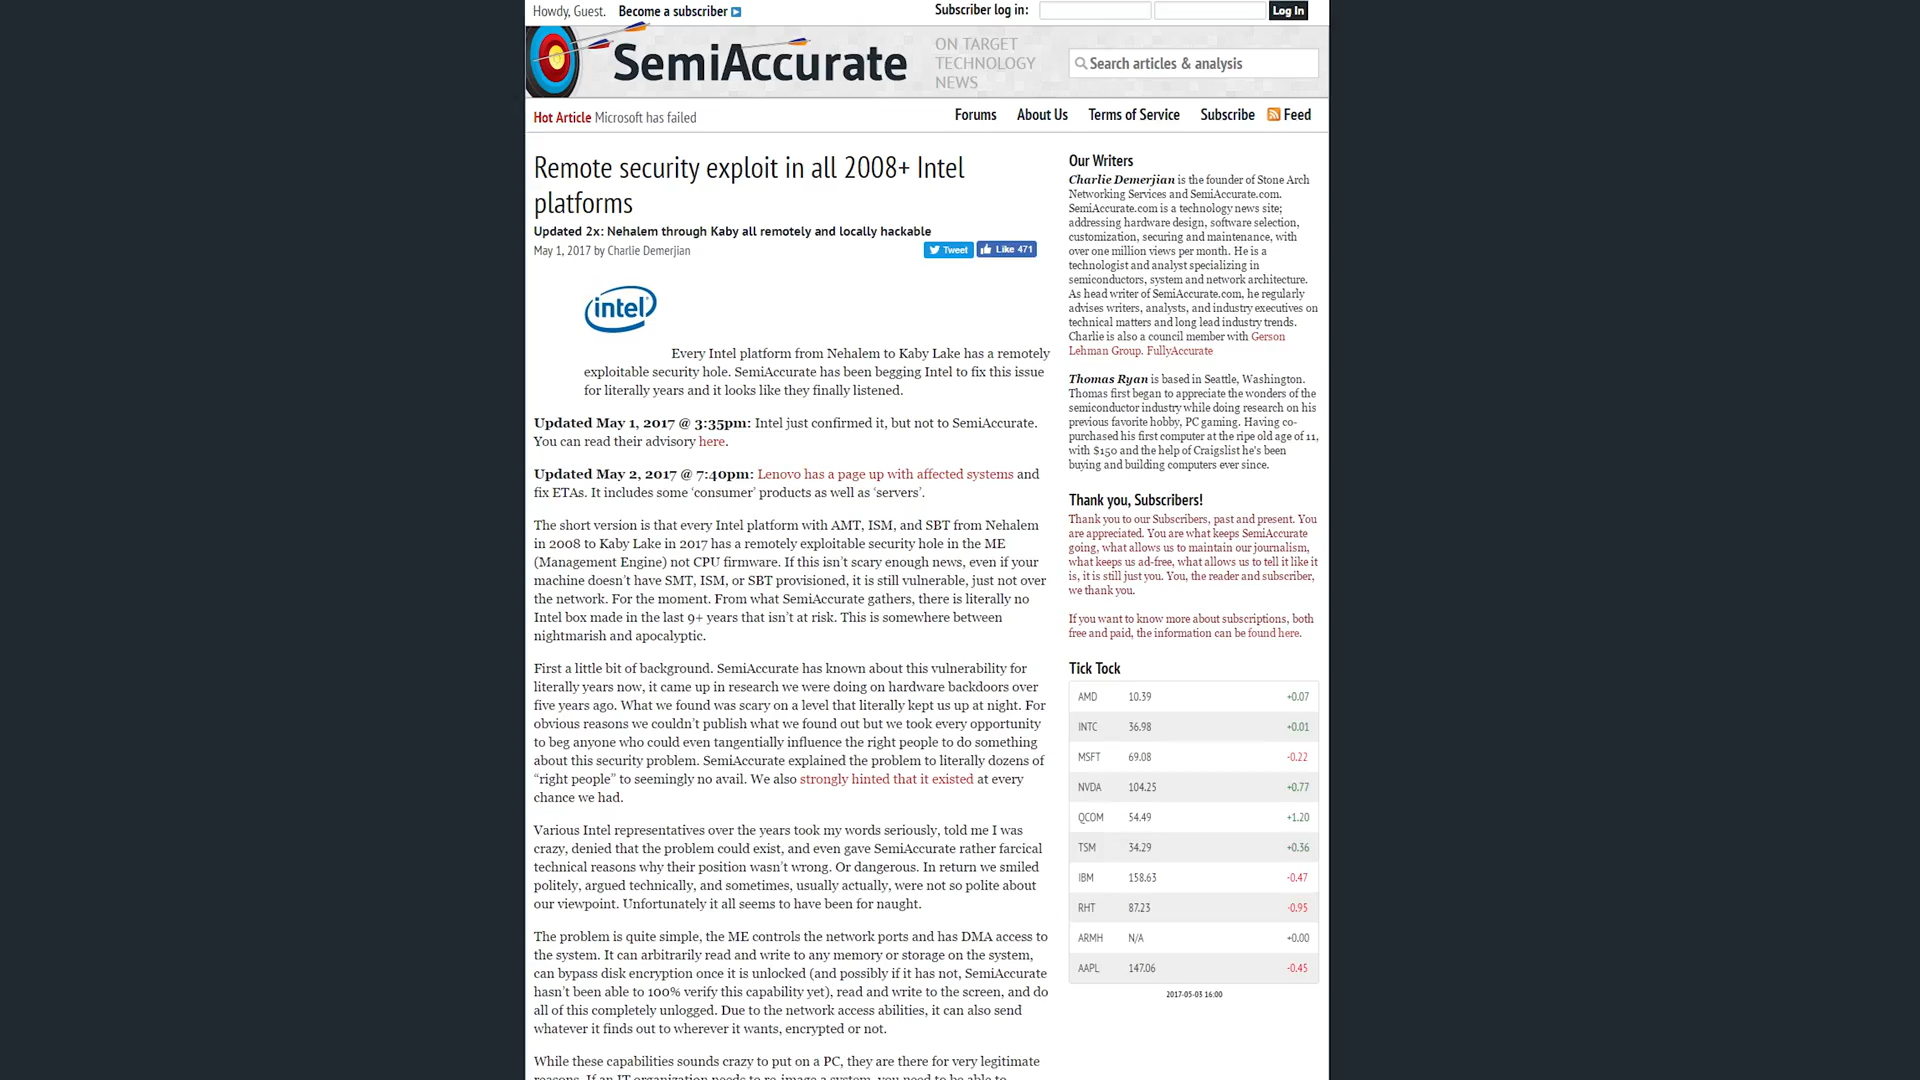 Howdy, Guest. Become a subscriber
Subscriber log in: Log In
SemiAccurate
ON TARGET
TECHNOLOGY
NEWS
Search articles & analysis
Hot Article Microsoft has failed
Forums About Us Terms of Service Subscribe Feed
Remote security exploit in all 2008+ Intel
platforms
Updated 2x: Nehalem through Kaby all remotely and locally hackable
May 1, 2017 by Charlie Demerjian
Tweet Like 471
intel
Every Intel platform from Nehalem to Kaby Lake has a remotely
exploitable security hole. SemiAccurate has been begging Intel to fix this issue
for literally years and it looks like they finally listened.
Updated May 1, 2017 @ 3:35pm: Intel just confirmed it, but not to SemiAccurate.
You can read their advisory here.
Updated May 2, 2017 @ 7:40pm: Lenovo has a page up with affected systems and
fix ETAs. It includes some ‘consumer’ products as well as ‘servers’.
The short version is that every Intel platform with AMT, ISM, and SBT from Nehalem
in 2008 to Kaby Lake in 2017 has a remotely exploitable security hole in the ME
(Management Engine) not CPU firmware. If this isn’t scary enough news, even if your
machine doesn’t have SMT, ISM, or SBT provisioned, it is still vulnerable, just not over
the network. For the moment. From what SemiAccurate gathers, there is literally no
Intel box made in the last 9+ years that isn’t at risk. This is somewhere between
nightmarish and apocalyptic.
First a little bit of background. SemiAccurate has known about this vulnerability for
literally years now, it came up in research we were doing on hardware backdoors over
five years ago. What we found was scary on a level that literally kept us up at night. For
obvious reasons we couldn’t publish what we found out but we took every opportunity
to beg anyone who could even tangentially influence the right people to do something
about this security problem. SemiAccurate explained the problem to literally dozens of
“right people” to seemingly no avail. We also strongly hinted that it existed at every
chance we had.
Various Intel representatives over the years took my words seriously, told me I was
crazy, denied that the problem could exist, and even gave SemiAccurate rather farcical
technical reasons why their position wasn’t wrong. Or dangerous. In return we smiled
politely, argued technically, and sometimes, usually actually, were not so polite about
our viewpoint. Unfortunately it all seems to have been for naught.
The problem is quite simple, the ME controls the network ports and has DMA access to
the system. It can arbitrarily read and write to any memory or storage on the system,
can bypass disk encryption once it is unlocked (and possibly if it has not, SemiAccurate
hasn’t been able to 100% verify this capability yet), read and write to the screen, and do
all of this completely unlogged. Due to the network access abilities, it can also send
whatever it finds out to wherever it wants, encrypted or not.
While these capabilities sounds crazy to put on a PC, they are there for very legitimate
reasons. If an IT organization needs to re-image a system, you need to be able to
Our Writers
Charlie Demerjian is the founder of Stone Arch
Networking Services and SemiAccurate.com.
SemiAccurate.com is a technology news site;
addressing hardware design, software selection,
customization, securing and maintenance, with
over one million views per month. He is a
technologist and analyst specializing in
semiconductors, system and network architecture.
As head writer of SemiAccurate.com, he regularly
advises writers, analysts, and industry executives on
technical matters and long lead industry trends.
Charlie is also a council member with Gerson
Lehman Group. FullyAccurate
Thomas Ryan is based in Seattle, Washington.
Thomas first began to appreciate the wonders of the
semiconductor industry while doing research on his
previous favorite hobby, PC gaming. Having co-
purchased his first computer at the ripe old age of 11,
with $150 and the help of Craigslist he's been
buying and building computers ever since.
Thank you, Subscribers!
Thank you to our Subscribers, past and present. You
are appreciated. You are what keeps SemiAccurate
going, what allows us to maintain our journalism,
what keeps us ad-free, what allows us to tell it like it
is, it is still just you. You, the reader and subscriber,
we thank you.
If you want to know more about subscriptions, both
free and paid, the information can be found here.
Tick Tock
AMD 10.39 +0.07
INTC 36.98 +0.01
MSFT 69.08 -0.22
NVDA 104.25 +0.77
QCOM 54.49 +1.20
TSM 34.29 +0.36
IBM 158.63 -0.47
RHT 87.23 -0.95
ARMH N/A +0.00
AAPL 147.06 -0.45
2017-05-03 16:00